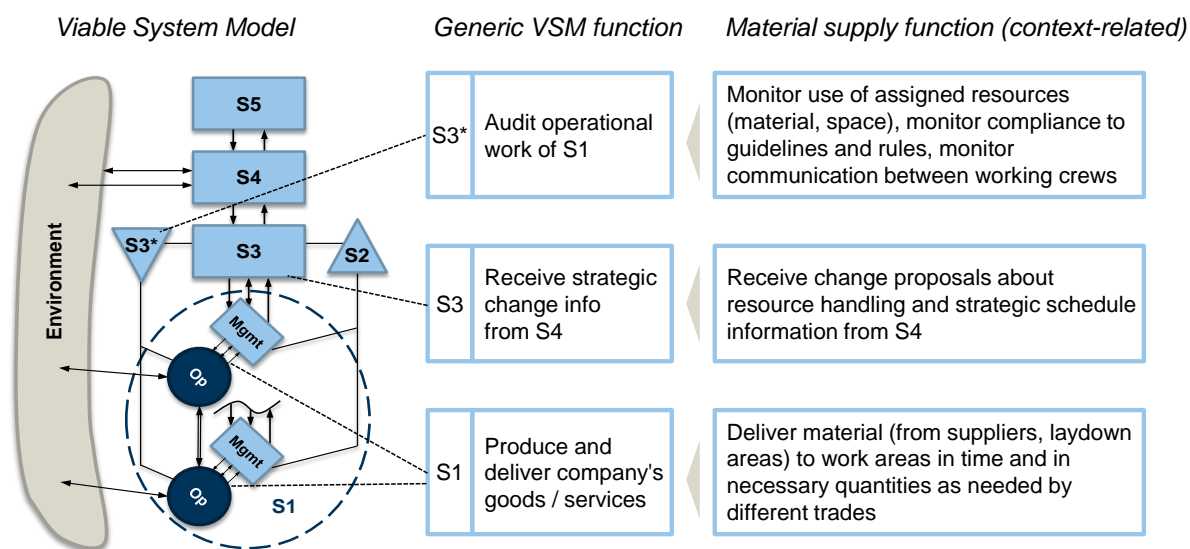 Viable System Model
Generic VSM function
Material supply function (context-related)
S5
S4
S3*
S3
S2
Environment
Mgmt
Op
Mgmt
Op
S1
S3*
Audit operational
work of S1
Monitor use of assigned resources
(material, space), monitor compliance to
guidelines and rules, monitor
communication between working crews
S3
Receive strategic
change info
from S4
Receive change proposals about
resource handling and strategic schedule
information from S4
S1
Produce and
deliver company's
goods / services
Deliver material (from suppliers, laydown
areas) to work areas in time and in
necessary quantities as needed by
different trades